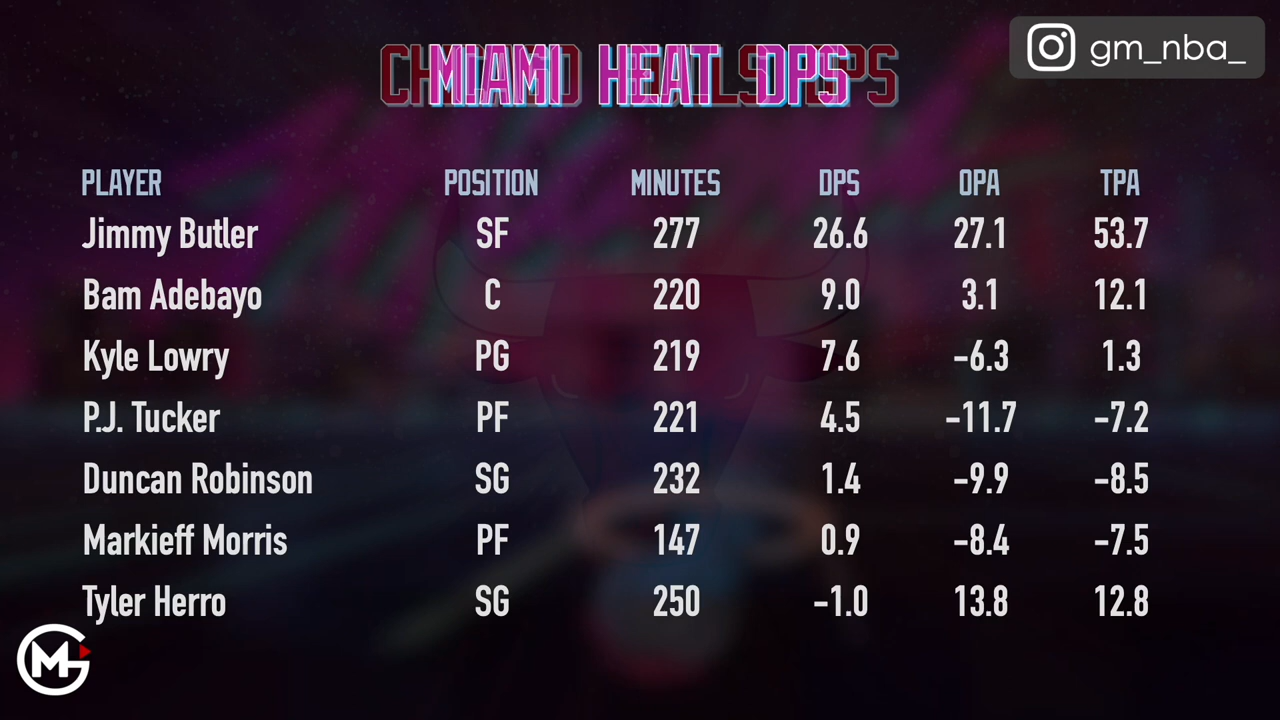 gm_nba_
MIAMI HEAT DPS
PLAYER POSITION MINUTES DPS OPA TPA
Jimmy Butler SF 277 26.6 27.1 53.7
Bam Adebayo C 220 9.0 3.1 12.1
Kyle Lowry PG 219 7.6 -6.3 1.3
P.J. Tucker PF 221 4.5 -11.7 -7.2
Duncan Robinson SG 232 1.4 -9.9 -8.5
Markieff Morris PF 147 0.9 -8.4 -7.5
Tyler Herro SG 250 -1.0 13.8 12.8
GM